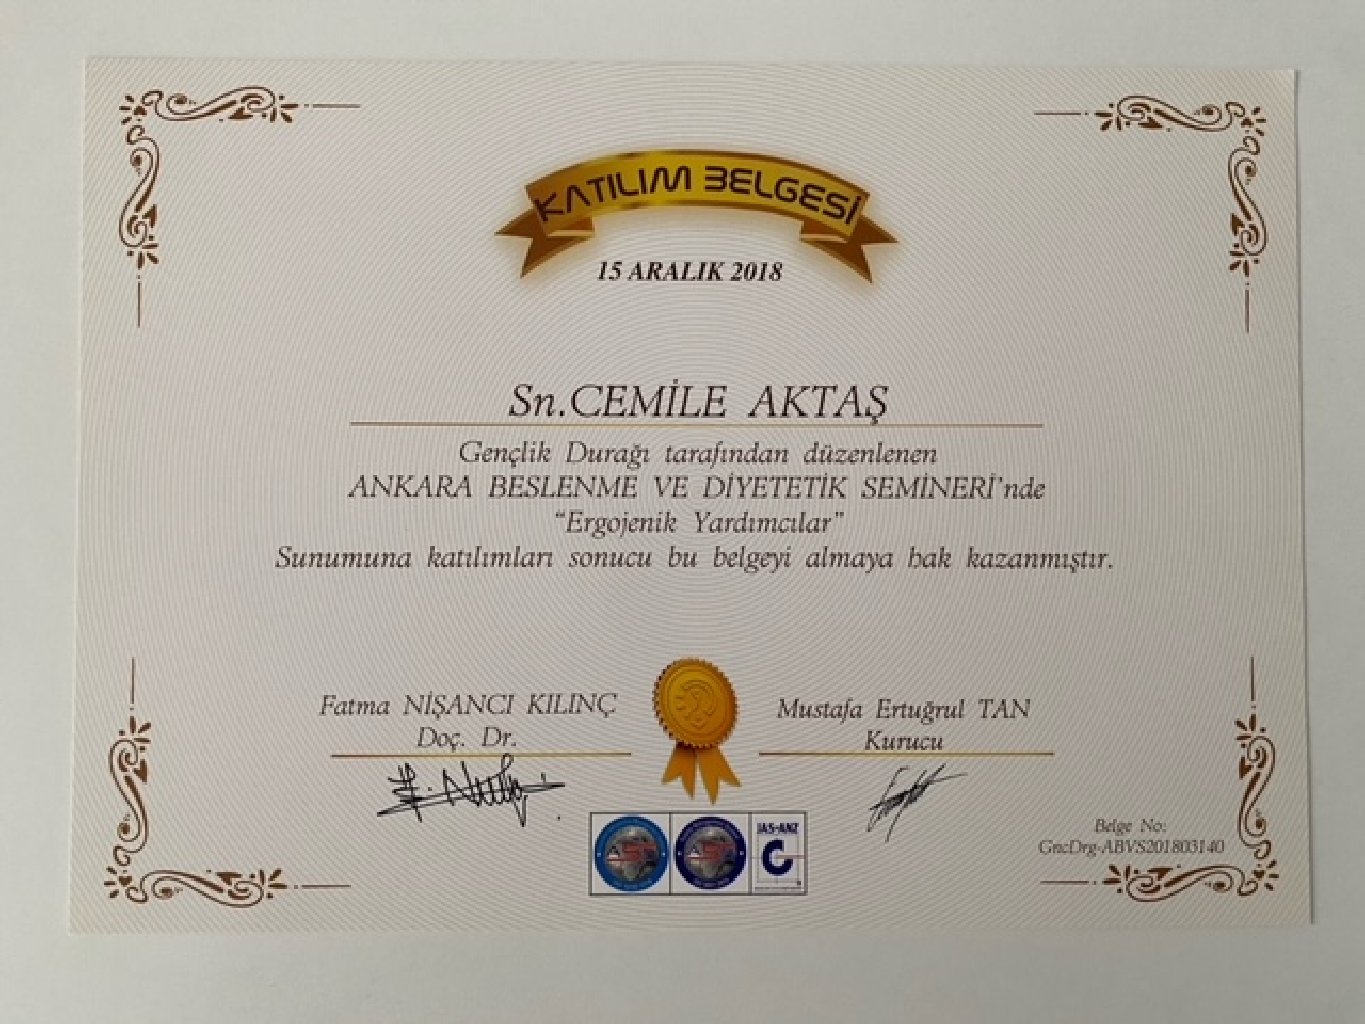 KATILIM BELGESİ
15 ARALIK 2018
Sn.CEMİLE AKTAŞ
Gençlik Durağı tarafından düzenlenen
ANKARA BESLENME VE DİYETETİK SEMİNERİ'nde
“Ergojenik Yardımcılar”
Sunumuna katılımları sonucu bu belgeyi almaya hak kazanmıştır.
Fatma NİŞANCI KILINÇ
Doç. Dr.
Mustafa Ertuğrul TAN
Kurucu
JAS-ANZ
Belge No:
GncDrg-ABVS201803140